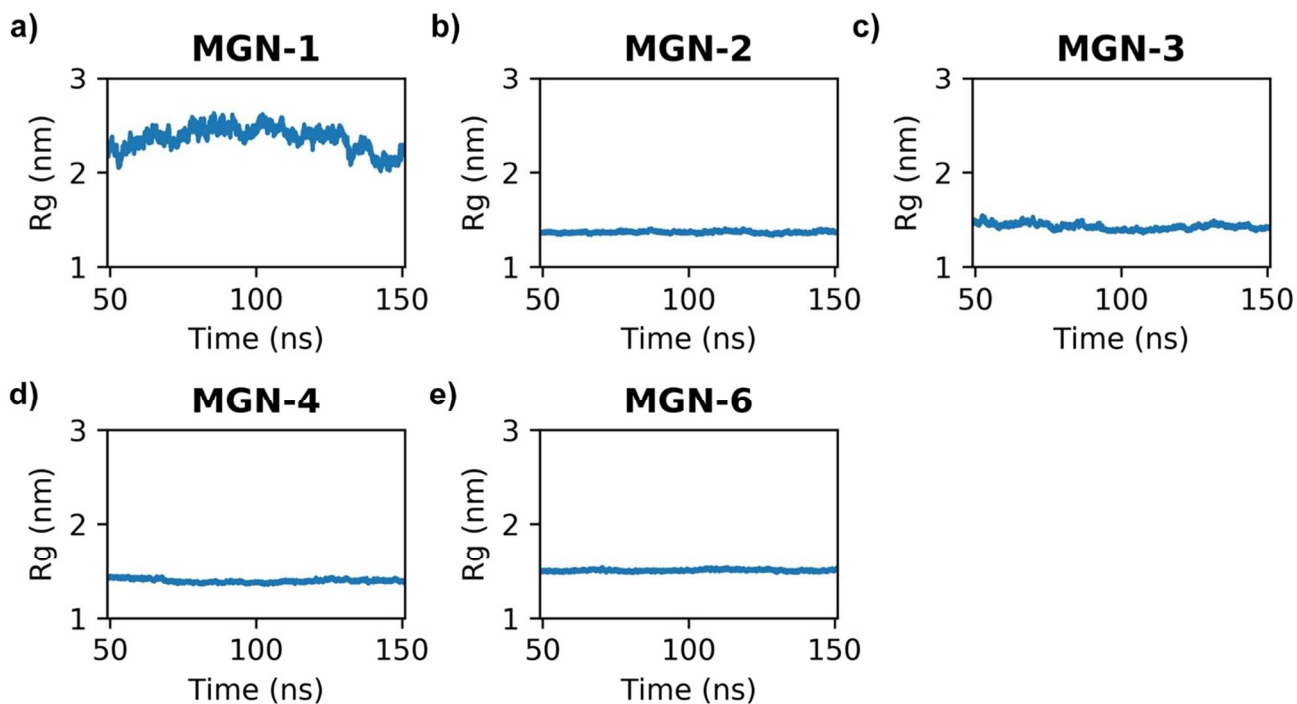 a)
MGN-1
3
2
1
Rg (nm)
50 100 150
Time (ns)
b)
MGN-2
3
2
1
Rg (nm)
50 100 150
Time (ns)
c)
MGN-3
3
2
1
Rg (nm)
50 100 150
Time (ns)
d)
MGN-4
3
2
1
Rg (nm)
50 100 150
Time (ns)
e)
MGN-6
3
2
1
Rg (nm)
50 100 150
Time (ns)